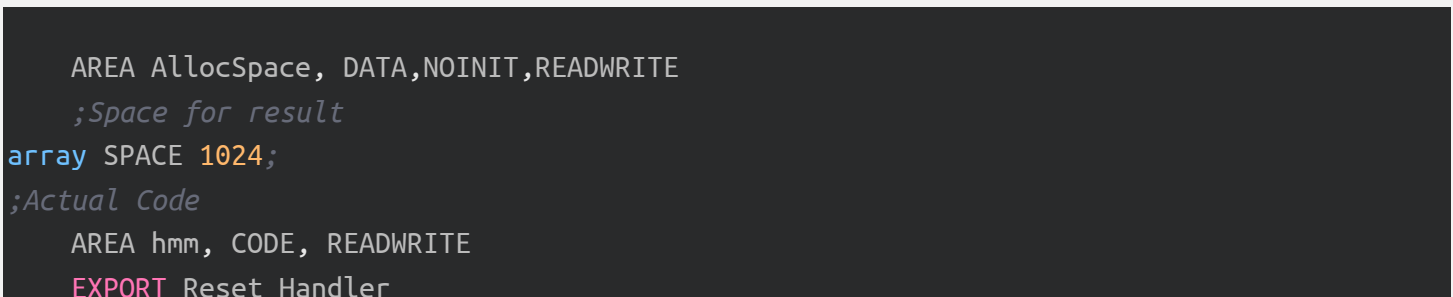 AREA AllocSpace, DATA,NOINIT,READWRITE
;Space for result
array SPACE 1024;
;Actual Code
AREA hmm, CODE, READWRITE
EXPORT Reset_Handler